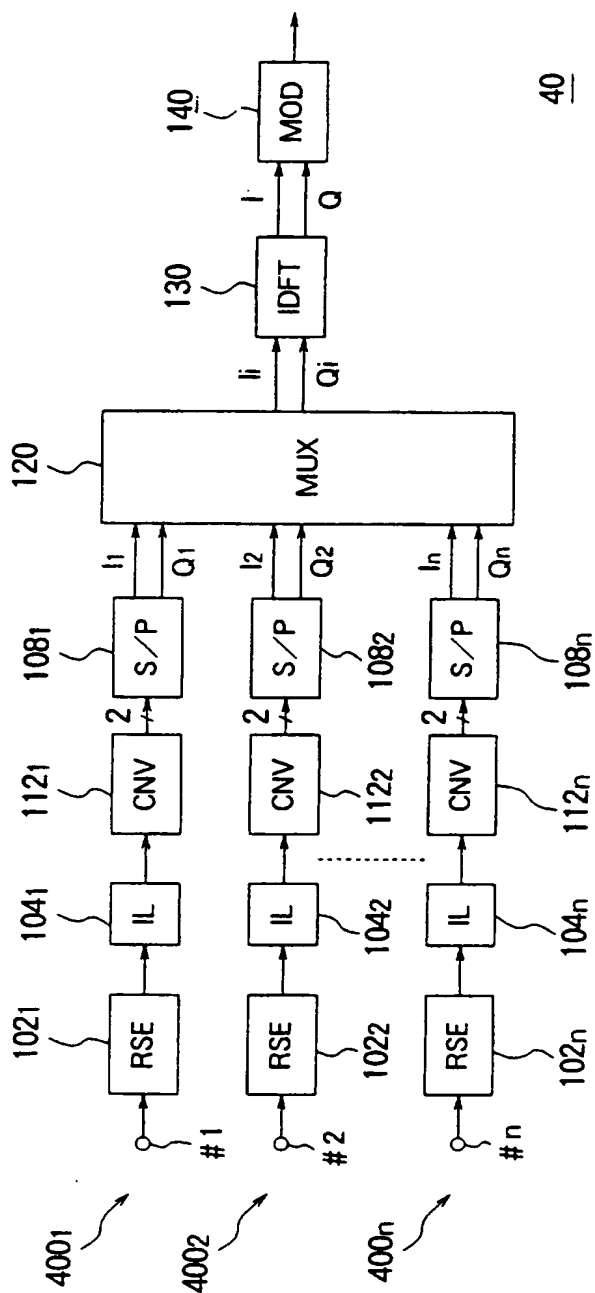 400₁
#1
102₁
RSE
104₁
IL
112₁
CNV
2
108₁
S/P
I₁
Q₁
400₂
#2
RSE
102₂
IL
104₂
CNV
112₂
2
S/P
108₂
I₂
Q₂
400ₙ
#n
RSE
102ₙ
IL
104ₙ
CNV
112ₙ
2
S/P
108ₙ
Iₙ
Qₙ
120
MUX
Ii
Qi
130
IDFT
I
Q
140
MOD
40